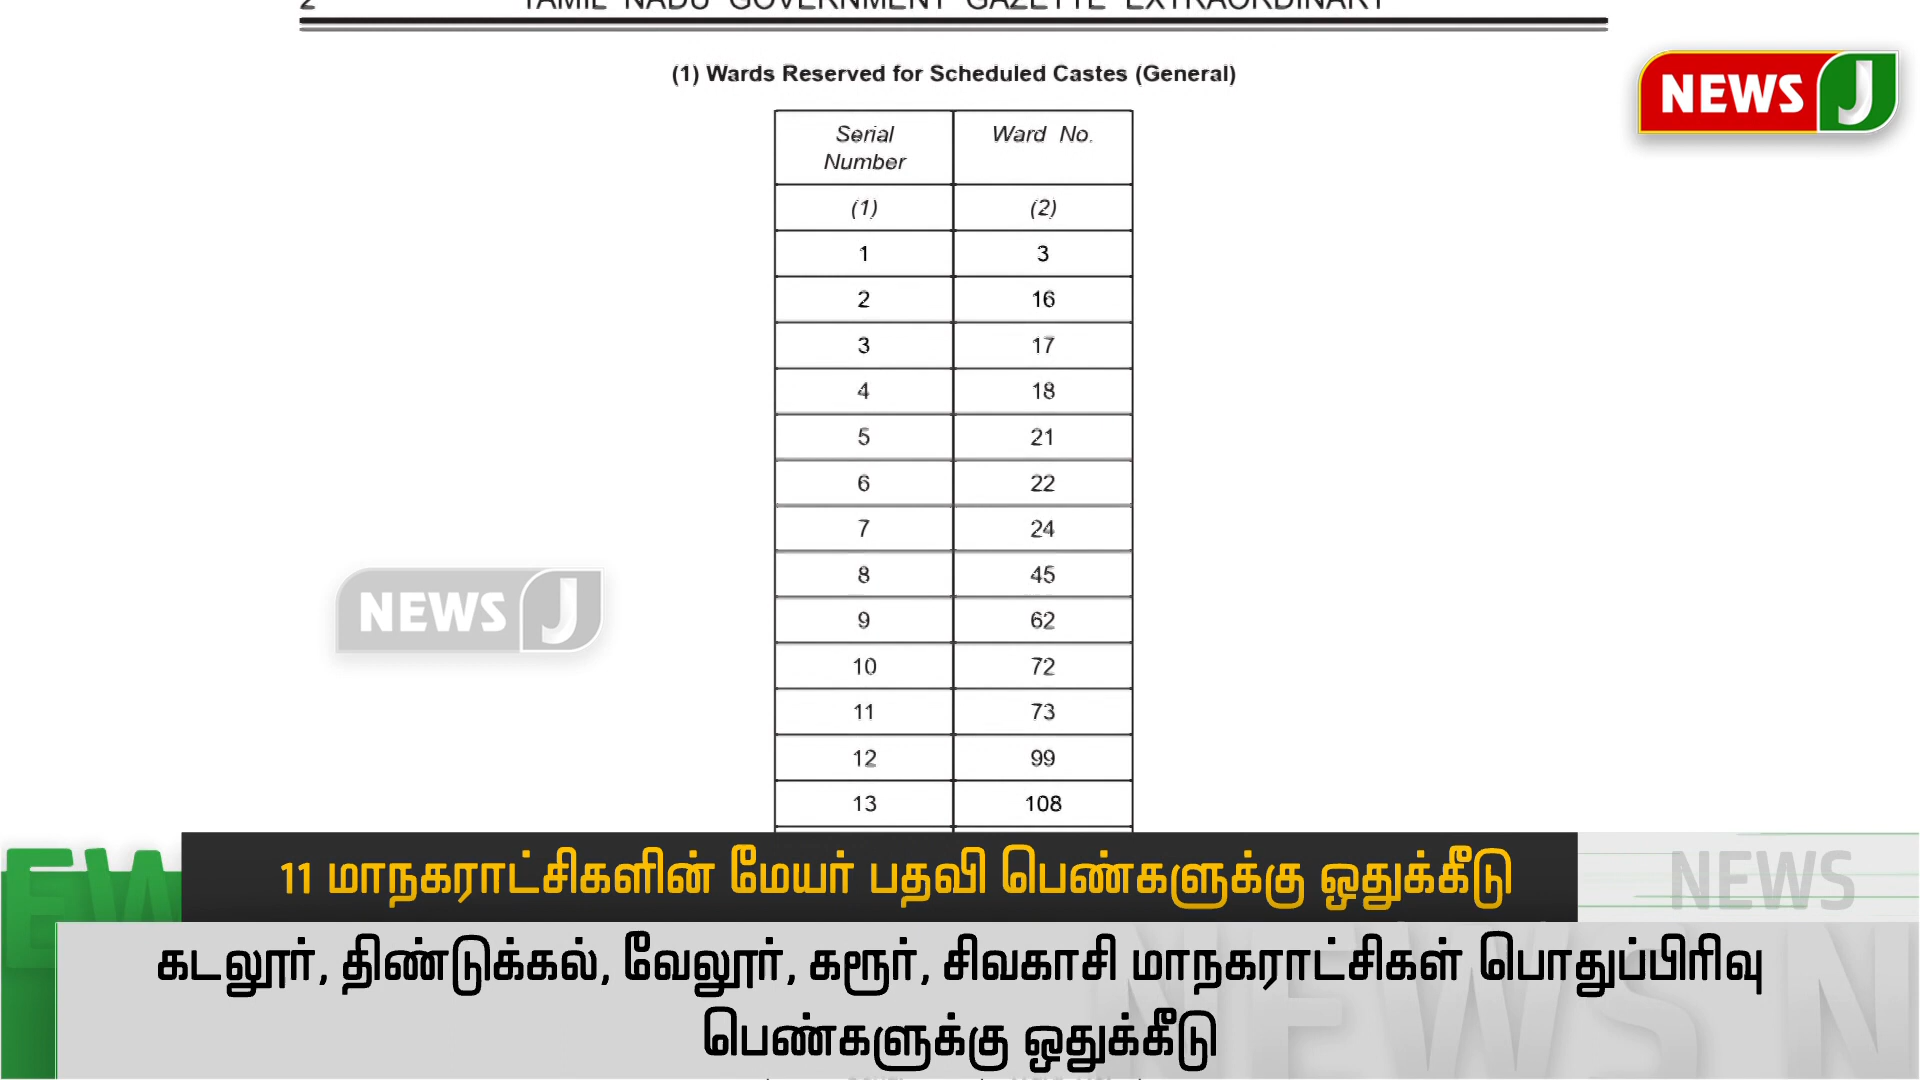 2 TAMIL NADU GOVERNMENT GAZETTE EXTRAORDINARY
(1) Wards Reserved for Scheduled Castes (General)
NEWS J
Serial Number Ward No.
(1) (2)
1 3
2 16
3 17
4 18
5 21
6 22
7 24
8 45
9 62
10 72
11 73
12 99
13 108
NEWS J
11 மாநகராட்சிகளின் மேயர் பதவி பெண்களுக்கு ஒதுக்கீடு
NEWS
கடலூர், திண்டுக்கல், வேலூர், கரூர், சிவகாசி மாநகராட்சிகள் பொதுப்பிரிவு
பெண்களுக்கு ஒதுக்கீடு